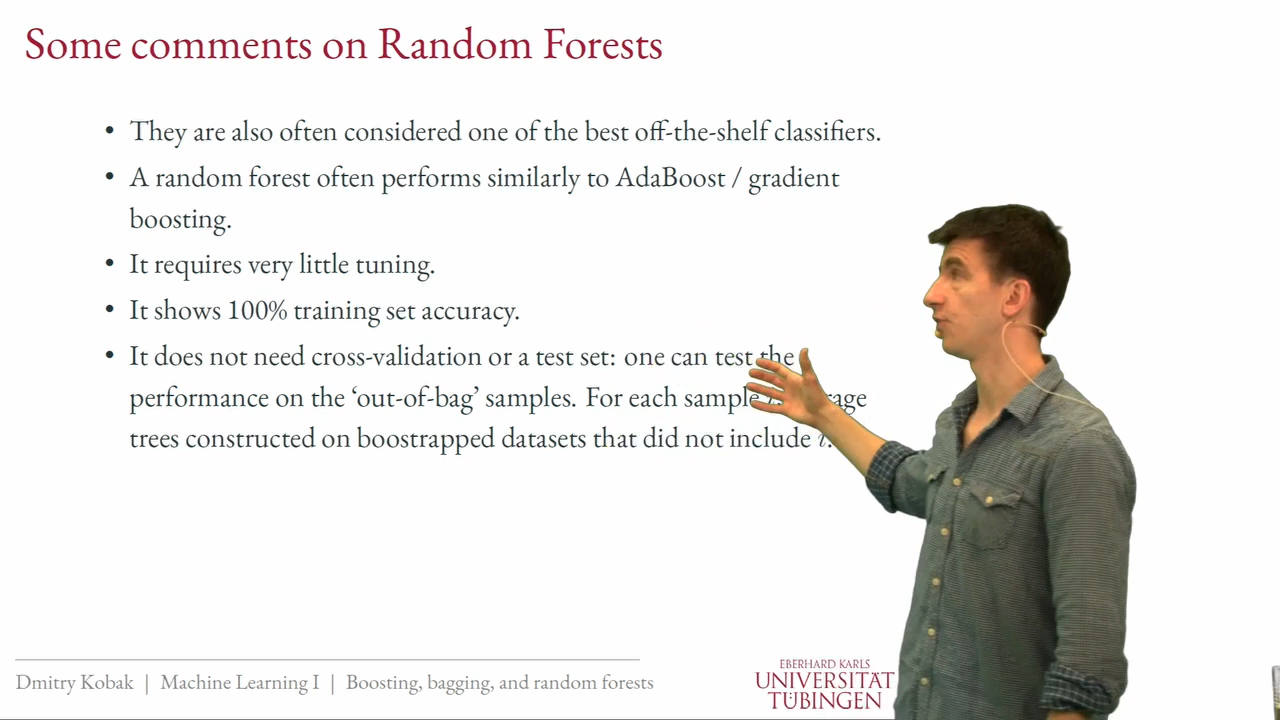 Some comments on Random Forests
• They are also often considered one of the best off-the-shelf classifiers.
• A random forest often performs similarly to AdaBoost / gradient
boosting.
• It requires very little tuning.
• It shows 100% training set accuracy.
• It does not need cross-validation or a test set: one can test the
performance on the ‘out-of-bag’ samples. For each sample
trees constructed on boostrapped datasets that did not include i.
Dmitry Kobak | Machine Learning I | Boosting, bagging, and random forests
EBERHARD KARLS
UNIVERSITÄT
TÜBINGEN